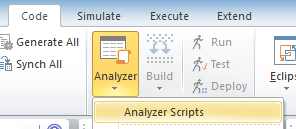 Code Simulate Execute Extend
Generate All
Synch All
Analyzer
Build
Run
Test
Deploy
Analyzer Scripts